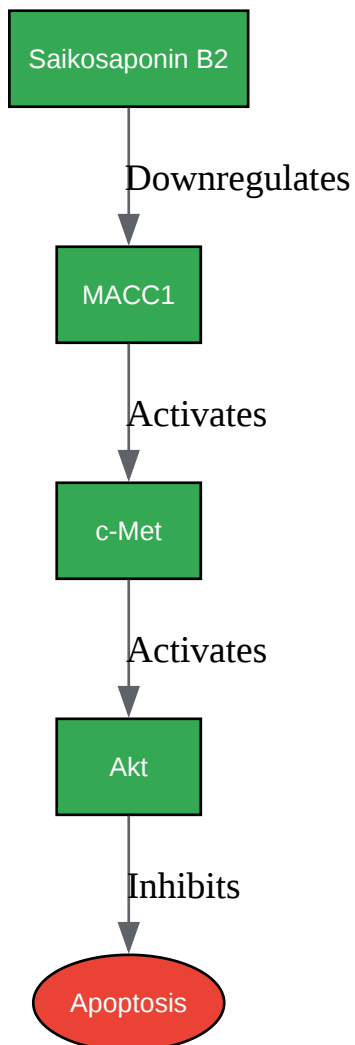 Saikosaponin B2
Downregulates
MACC1
Activates
c-Met
Activates
Akt
Inhibits
Apoptosis